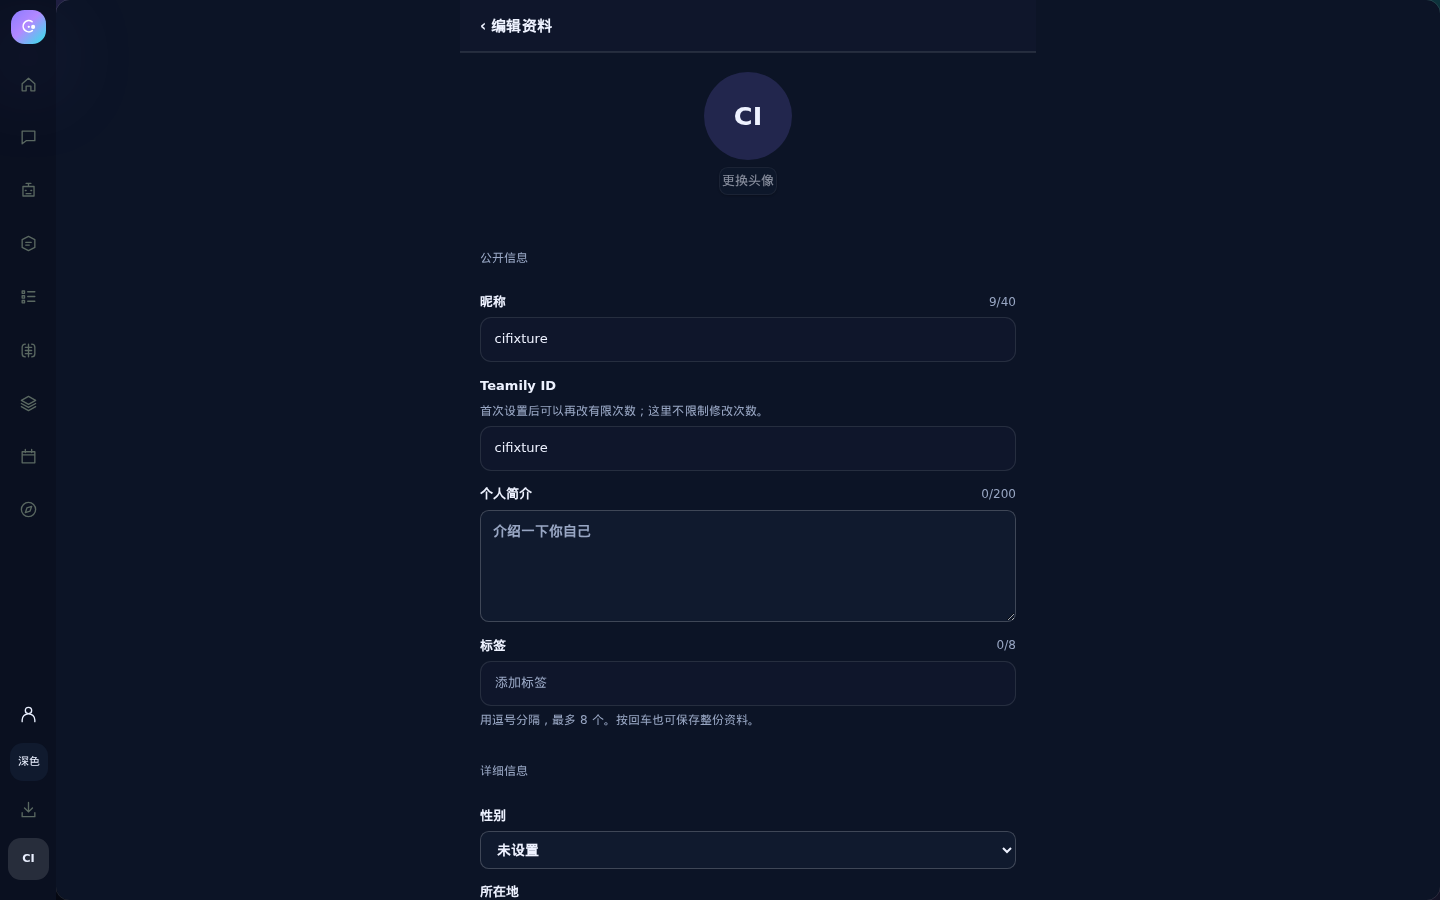 ‹ 编辑资料
CI
更换头像
公开信息
昵称 9/40
cifixture
Teamily ID
首次设置后可以再改有限次数；这里不限制修改次数。
cifixture
个人简介 0/200
介绍一下你自己
标签 0/8
添加标签
用逗号分隔，最多 8 个。按回车也可保存整份资料。
详细信息
性别
未设置
所在地
深色
CI